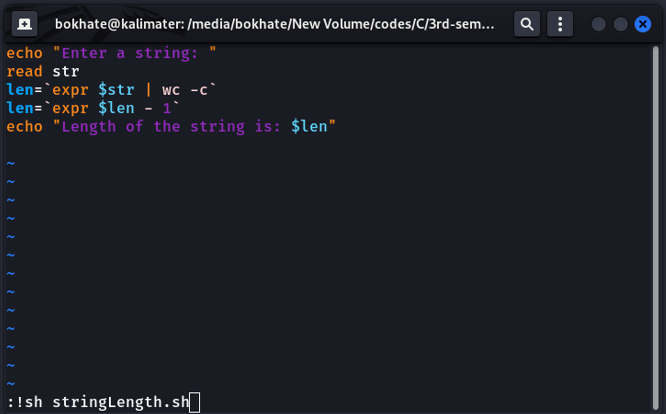 bokhate@kalimater: /media/bokhate/New Volume/codes/C/3rd-sem...
echo "Enter a string: "
read str
len=`expr $str | wc -c`
len=`expr $len - 1`
echo "Length of the string is: $len"
~
~
~
~
~
~
~
~
~
~
~
~
~
:!sh stringLength.sh